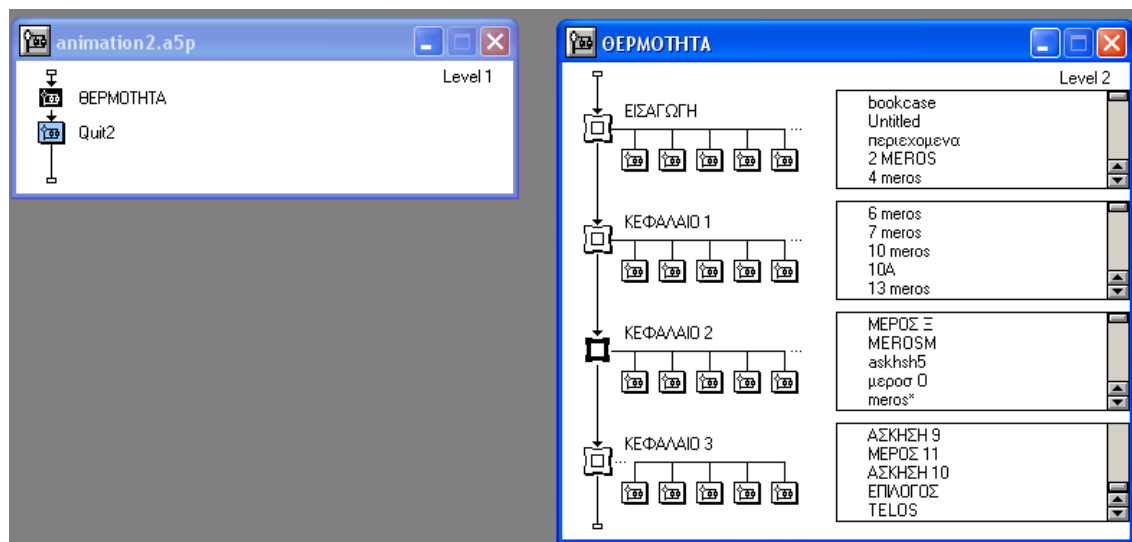 animation2.a5p
Level 1
ΘΕΡΜΟΤΗΤΑ
Quit2
ΘΕΡΜΟΤΗΤΑ
Level 2
ΕΙΣΑΓΩΓΗ
bookcase
Untitled
περιεχομενα
2 MEROS
4 meros
ΚΕΦΑΛΑΙΟ 1
6 meros
7 meros
10 meros
10A
13 meros
ΚΕΦΑΛΑΙΟ 2
ΜΕΡΟΣ Ξ
MEROSM
askhsh5
μεροσ Ο
meros*
ΚΕΦΑΛΑΙΟ 3
ΑΣΚΗΣΗ 9
ΜΕΡΟΣ 11
ΑΣΚΗΣΗ 10
ΕΠΙΛΟΓΟΣ
TELOS